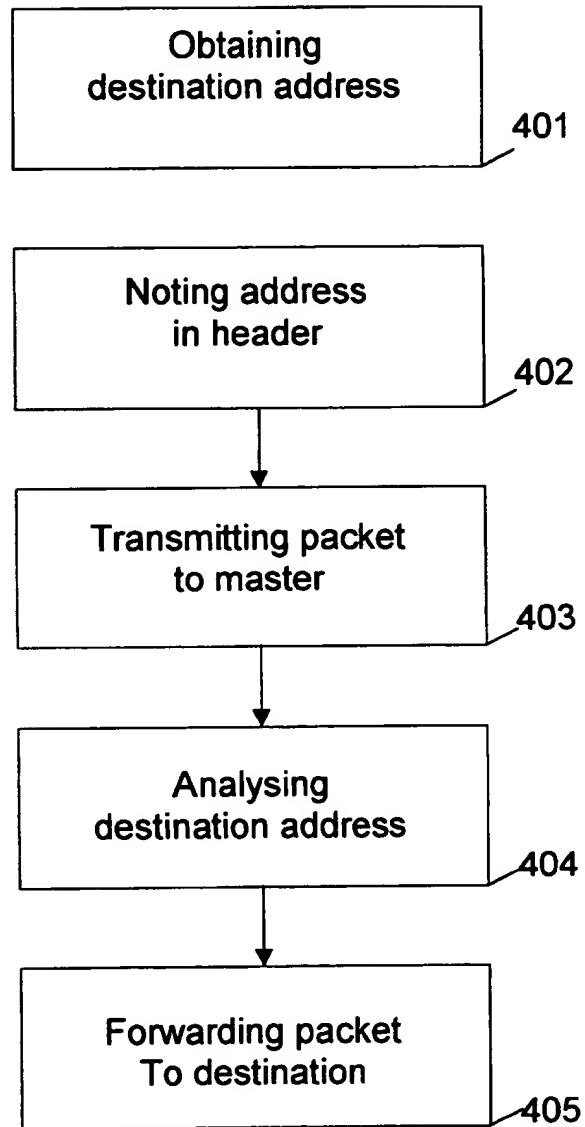 Obtaining
destination address
401
Noting address
in header
402
Transmitting packet
to master
403
Analysing
destination address
404
Forwarding packet
To destination
405